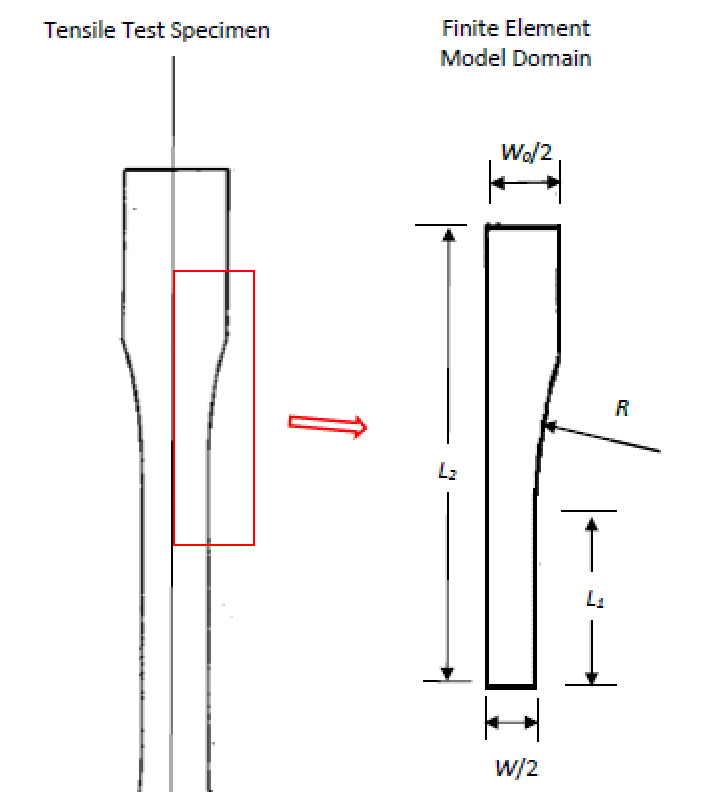 Tensile Test Specimen
Finite Element
Model Domain
W₀/2
R
L₂
L₁
W/2